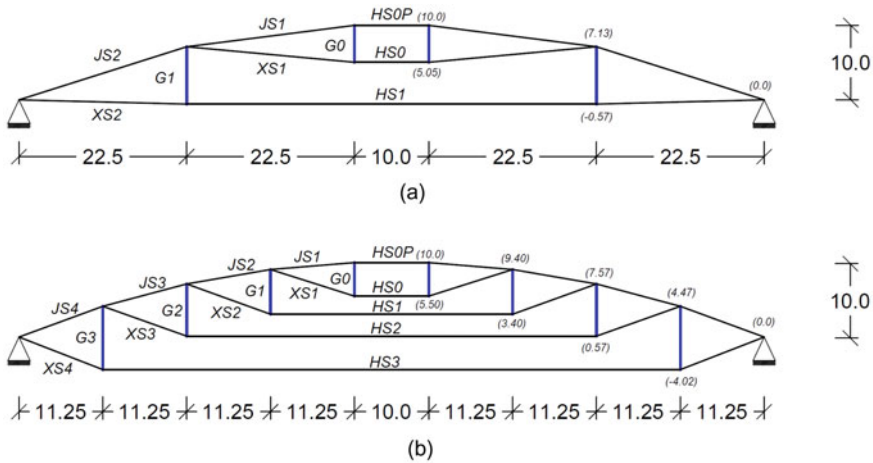 JS1 HS0P (10.0)
JS2 G0 HS0 (7.13)
G1 XS1 (5.05) 10.0
HS1 (0.0)
XS2 (-0.57)
22.5 22.5 10.0 22.5 22.5
(a)
JS1 HS0P (10.0) (9.40)
JS2 G0 HS0 (7.57)
JS3 G1 XS1 (5.50) 10.0
JS4 G2 XS2 HS1 (3.40) (4.47)
G3 XS3 HS2 (0.57) (0.0)
XS4 HS3 (-4.02)
11.25 11.25 11.25 11.25 10.0 11.25 11.25 11.25 11.25
(b)